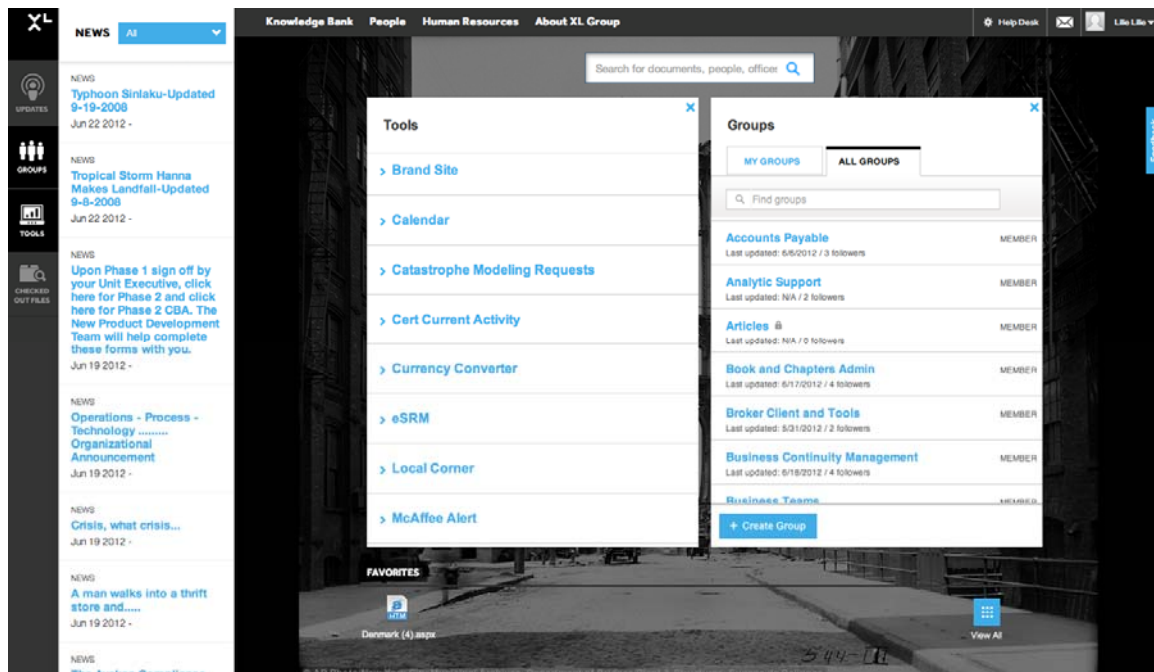 XL
NEWS
All
Knowledge Bank People Human Resources About XL Group
Help Desk
Lilie Lilie
UPDATES
GROUPS
TOOLS
CHECKED
OUT FILES
NEWS
Typhoon Sinlaku-Updated
9-19-2008
Jun 22 2012 -
NEWS
Tropical Storm Hanna
Makes Landfall-Updated
9-8-2008
Jun 22 2012 -
NEWS
Upon Phase 1 sign off by
your Unit Executive, click
here for Phase 2 and click
here for Phase 2 CBA. The
New Product Development
Team will help complete
these forms with you.
Jun 19 2012 -
NEWS
Operations - Process -
Technology .........
Organizational
Announcement
Jun 19 2012 -
NEWS
Crisis, what crisis...
Jun 19 2012 -
NEWS
A man walks into a thrift
store and.....
Jun 19 2012 -
NEWS
Search for documents, people, offices
Tools
Brand Site
Calendar
Catastrophe Modeling Requests
Cert Current Activity
Currency Converter
eSRM
Local Corner
McAffee Alert
Groups
MY GROUPS
ALL GROUPS
Find groups
Accounts Payable
MEMBER
Last updated: 6/6/2012 / 3 followers
Analytic Support
MEMBER
Last updated: N/A / 2 followers
Articles
MEMBER
Last updated: N/A / 0 followers
Book and Chapters Admin
MEMBER
Last updated: 6/17/2012 / 4 followers
Broker Client and Tools
MEMBER
Last updated: 5/31/2012 / 2 followers
Business Continuity Management
MEMBER
Last updated: 6/18/2012 / 4 followers
Business Teams
MEMBER
+ Create Group
Feedback
FAVORITES
HTM
Denmark (4).aspx
View All